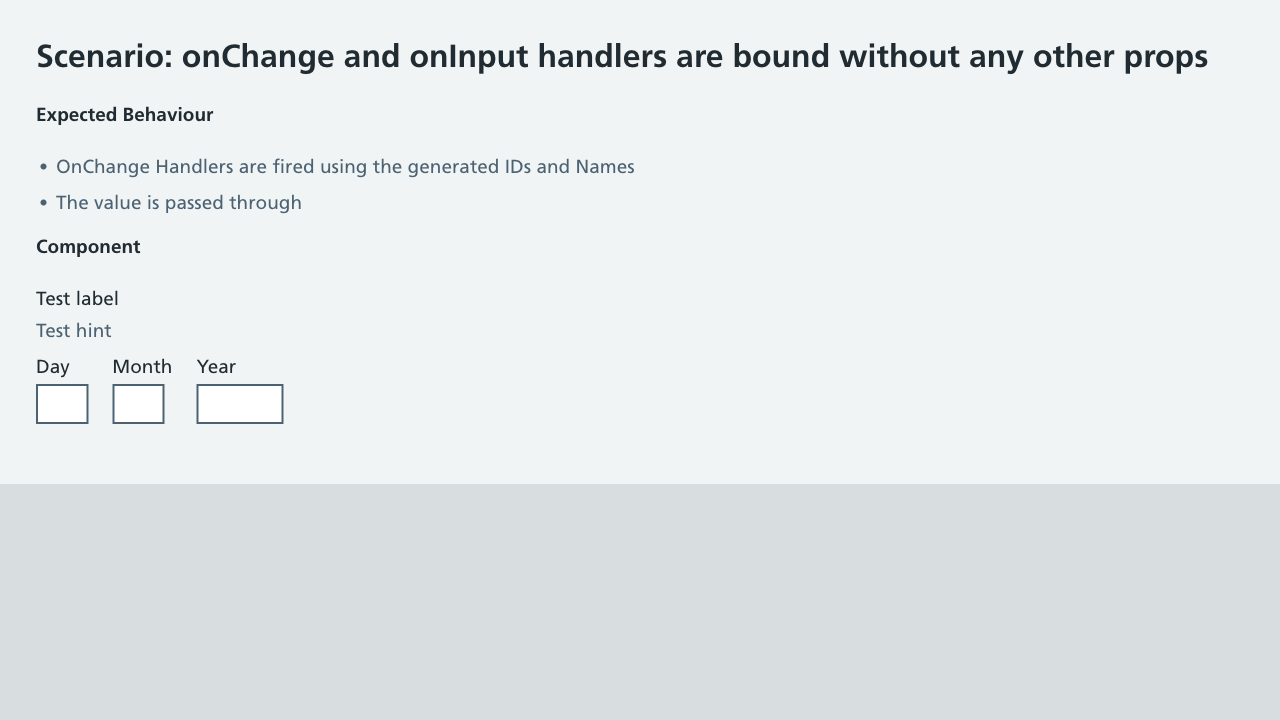 Scenario: onChange and onInput handlers are bound without any other props
Expected Behaviour
• OnChange Handlers are fired using the generated IDs and Names
• The value is passed through
Component
Test label
Test hint
Day Month Year